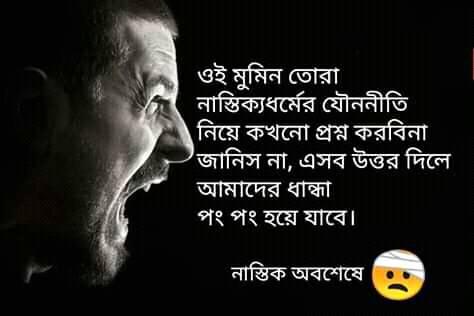 ওই মুমিন তোরা
নাস্তিক্যধর্মের যৌননীতি
নিয়ে কখনো প্রশ্ন করবিনা
জানিস না, এসব উত্তর দিলে
আমাদের ধান্ধা
পং পং হয়ে যাবে।
নাস্তিক অবশেষে